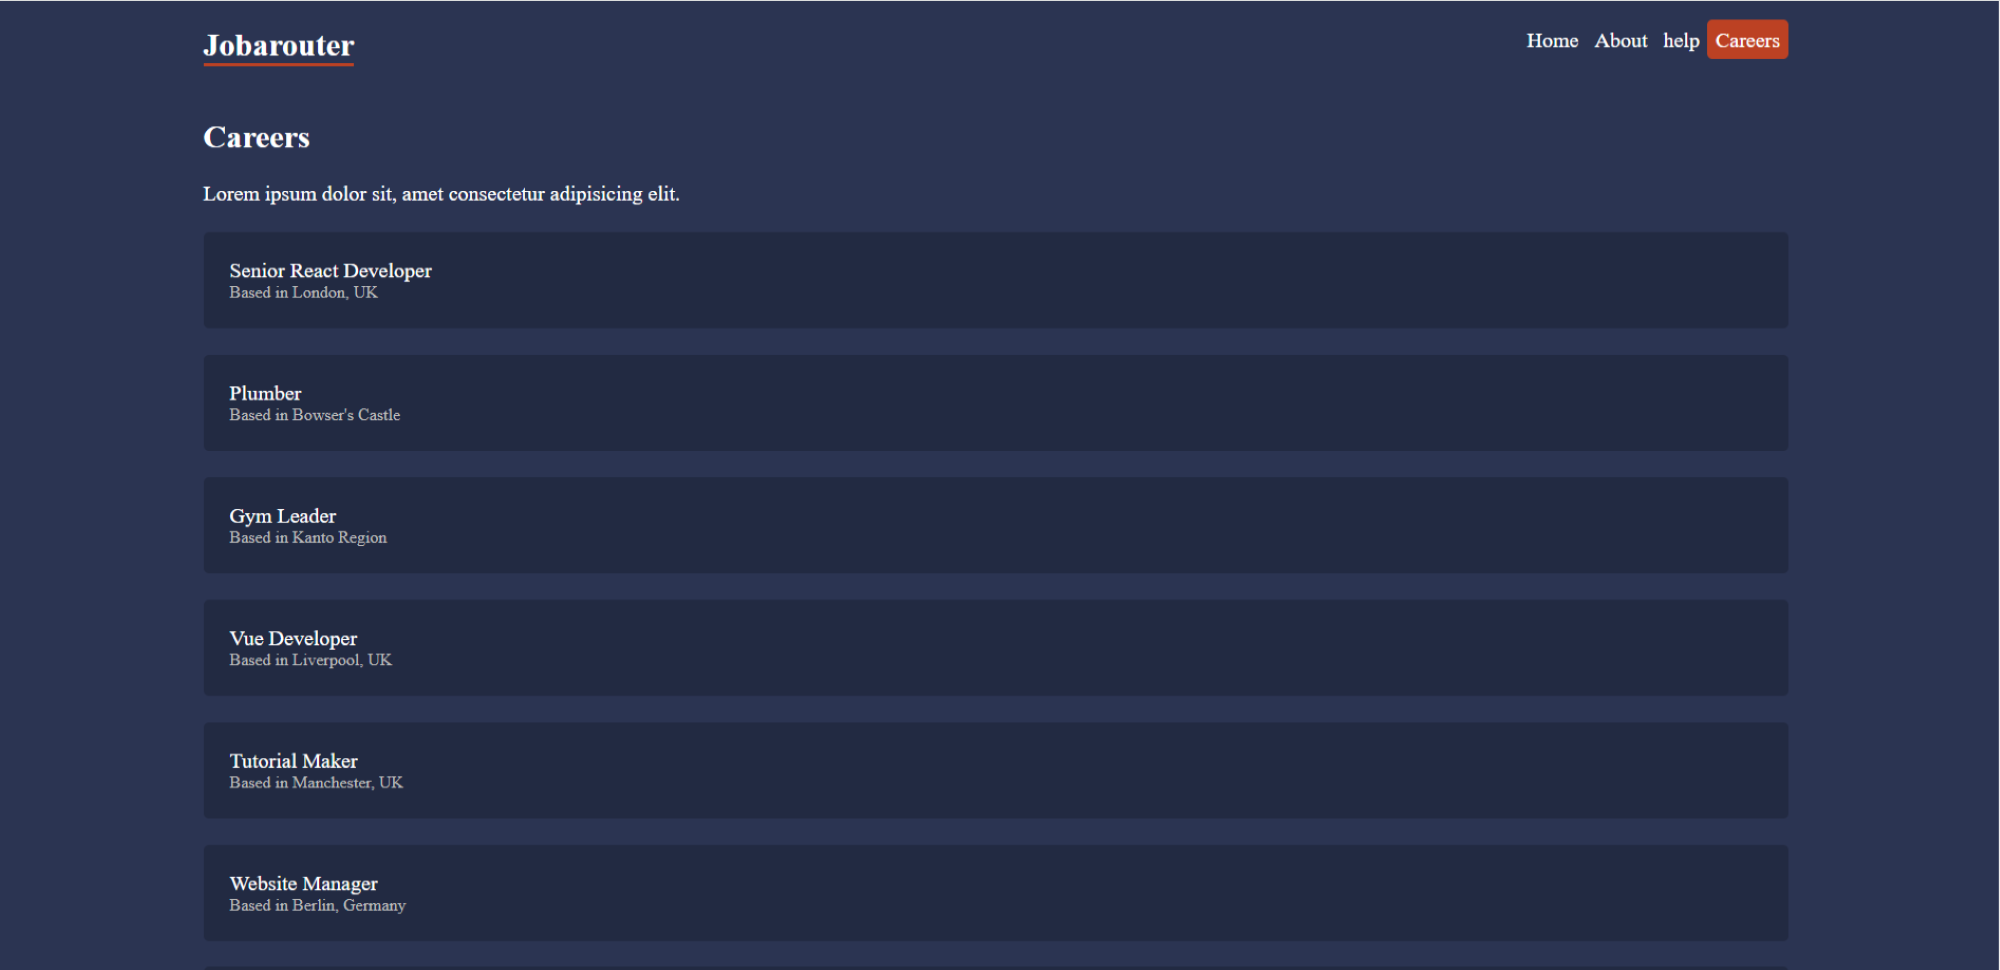 Jobarouter
Home About help Careers
Careers
Lorem ipsum dolor sit, amet consectetur adipisicing elit.
Senior React Developer
Based in London, UK
Plumber
Based in Bowser's Castle
Gym Leader
Based in Kanto Region
Vue Developer
Based in Liverpool, UK
Tutorial Maker
Based in Manchester, UK
Website Manager
Based in Berlin, Germany